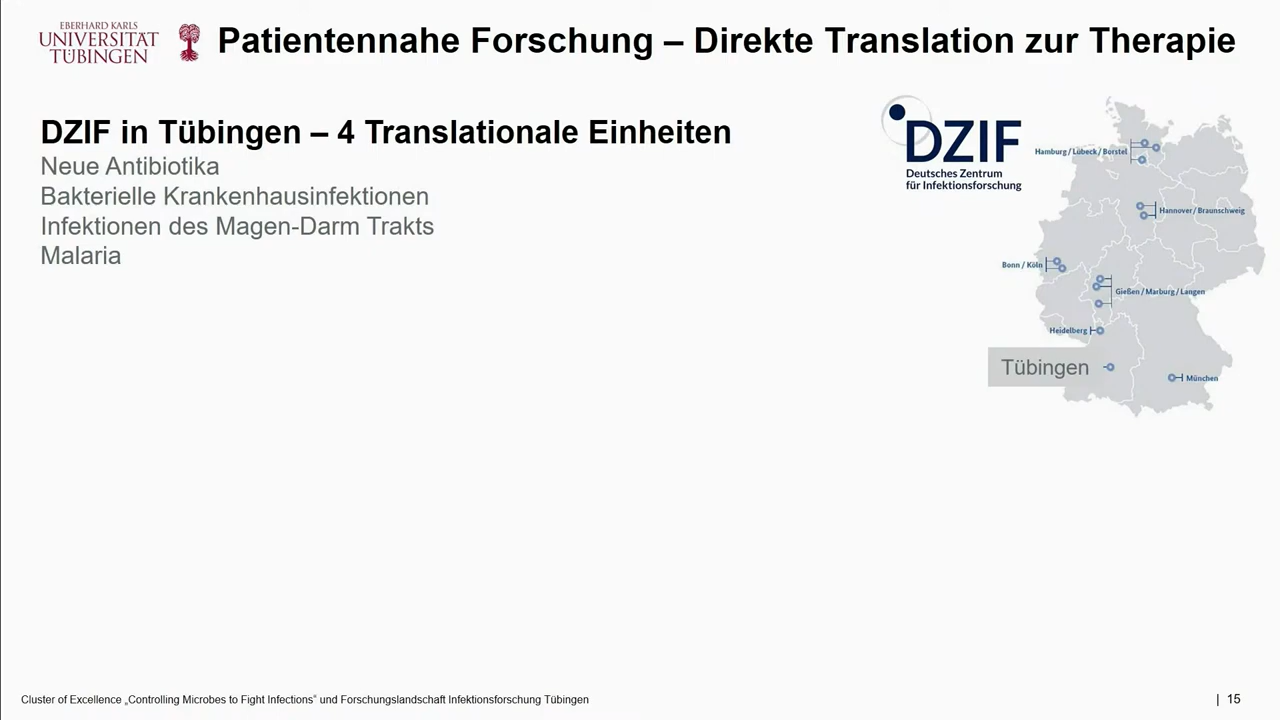 EBERHARD KARLS
UNIVERSITÄT
TÜBINGEN
Patientennahe Forschung – Direkte Translation zur Therapie
DZIF in Tübingen – 4 Translationale Einheiten
Neue Antibiotika
Bakterielle Krankenhausinfektionen
Infektionen des Magen-Darm Trakts
Malaria
DZIF
Deutsches Zentrum
für Infektionsforschung
Hamburg / Lübeck / Borstel
Hannover / Braunschweig
Bonn / Köln
Gießen / Marburg / Langen
Heidelberg
Tübingen
München
Cluster of Excellence „Controlling Microbes to Fight Infections“ und Forschungslandschaft Infektionsforschung Tübingen
| 15